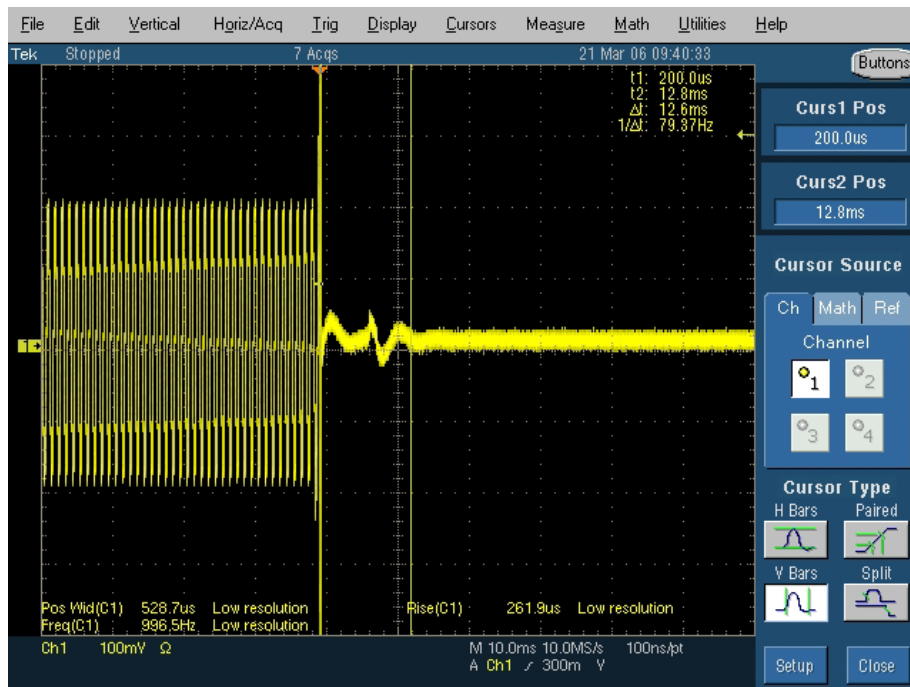 File Edit Vertical Horiz/Acq Trig Display Cursors Measure Math Utilities Help
Tek Stopped 7 Acqs 21 Mar 06 09:40:33
Buttons
t1: 200.0us
t2: 12.8ms
Δt: 12.6ms
1/Δt: 79.37Hz
Curs1 Pos
200.0us
Curs2 Pos
12.8ms
Cursor Source
Ch Math Ref
Channel
1 2
3 4
Cursor Type
H Bars Paired
V Bars Split
Setup Close
1
Pos Wid(C1) 528.7us Low resolution Rise(C1) 261.9us Low resolution
Freq(C1) 996.5Hz Low resolution
Ch1 100mV Ω M 10.0ms 10.0MS/s 100ns/pt
A Ch1 / 300m V